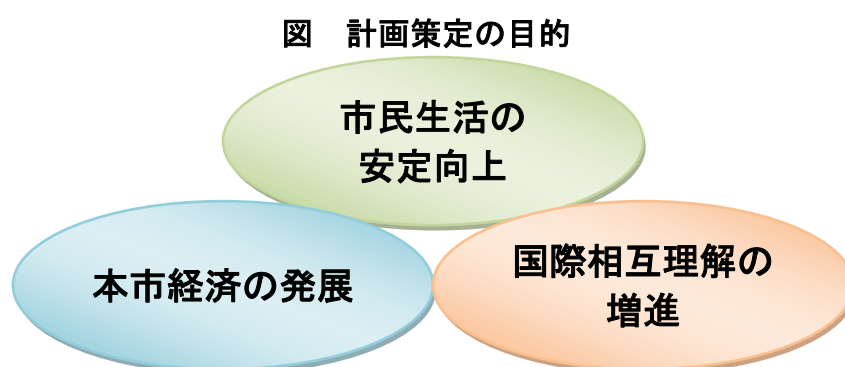 図　計画策定の目的
市民生活の
安定向上
本市経済の発展
国際相互理解の
増進